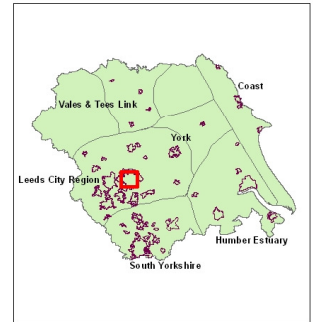 Coast
Vales & Tees Link
York
Leeds City Region
Humber Estuary
South Yorkshire